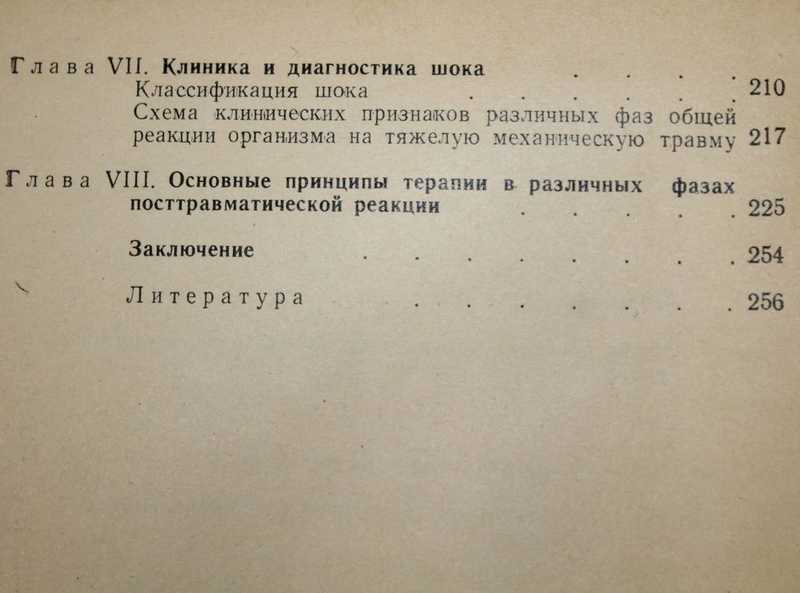 Глава VII. Клиника и диагностика шока . . . .
Классификация шока . . . . . . 210
Схема клинических признаков различных фаз общей
реакции организма на тяжелую механическую травму 217
Глава VIII. Основные принципы терапии в различных фазах
посттравматической реакции . . . . . 225
Заключение . . . . . . . . 254
Литература . . . . . . . 256